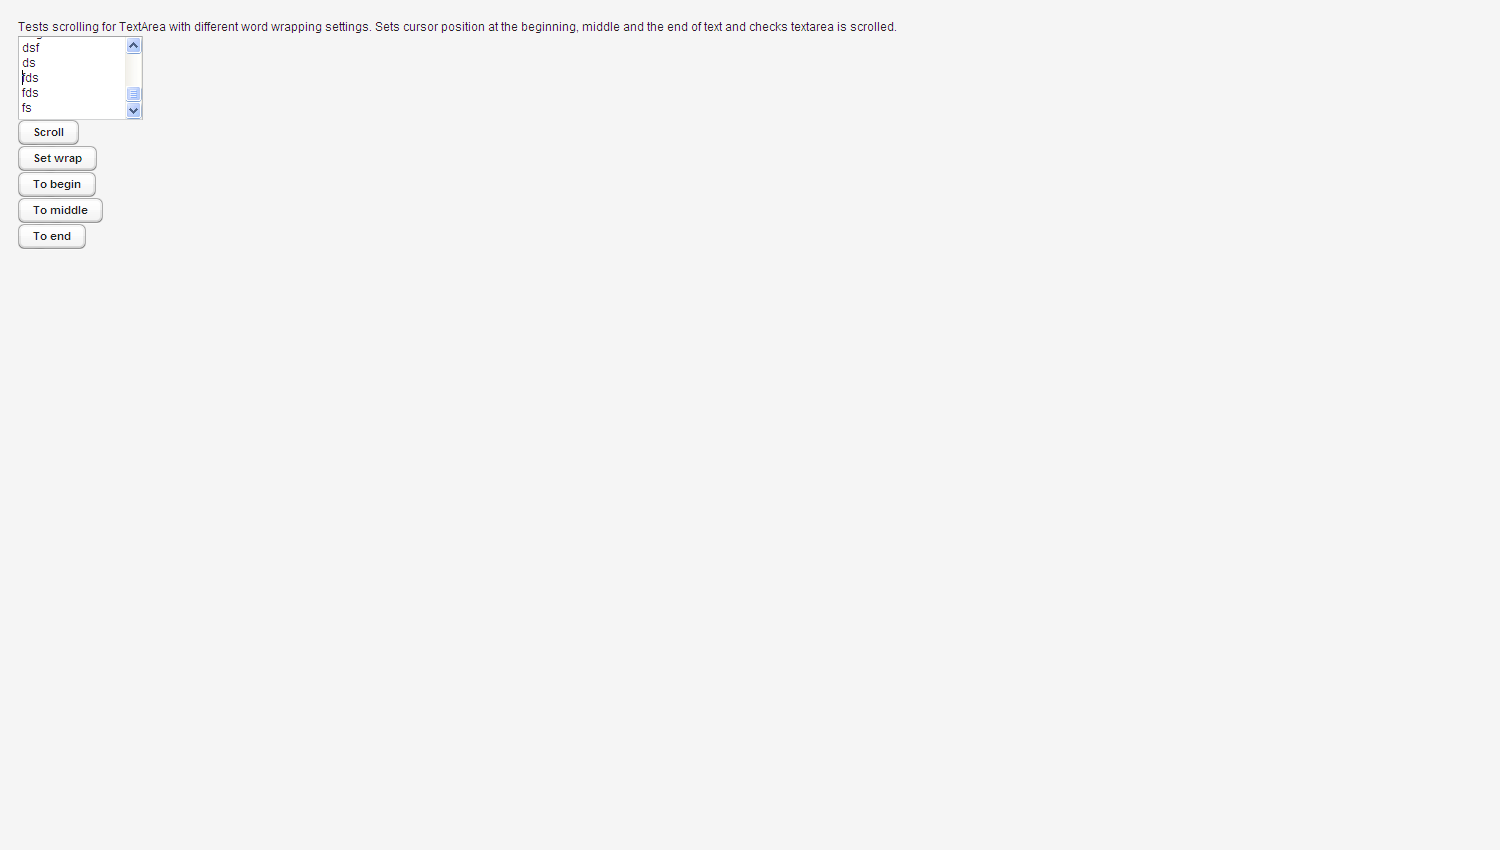 Tests scrolling for TextArea with different word wrapping settings. Sets cursor position at the beginning, middle and the end of text and checks textarea is scrolled.
dsf
ds
fds
fds
fs
Scroll
Set wrap
To begin
To middle
To end